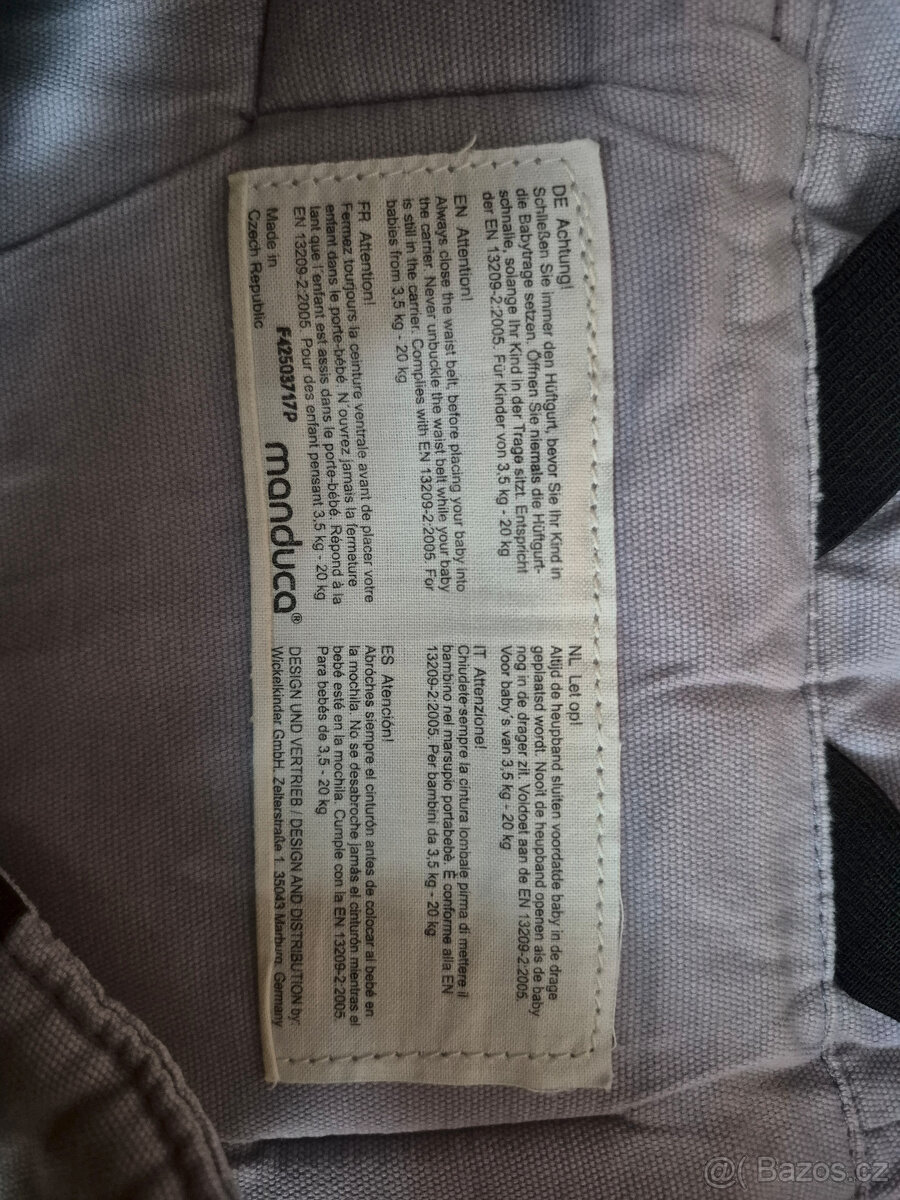 DE Achtung!
Schließen Sie immer den Hüftgurt, bevor Sie Ihr Kind in
die Babytrage setzen. Öffnen Sie niemals die Hüftgurt-
schnalle, solange Ihr Kind in der Trage sitzt. Entspricht
der EN 13209-2:2005. Für Kinder von 3,5 kg - 20 kg
EN Attention!
Always close the waist belt, before placing your baby into
the carrier. Never unbuckle the waist belt while your baby
is still in the carrier. Complies with EN 13209-2:2005. For
babies from 3,5 kg - 20 kg
FR Attention!
Fermez tourjours la ceinture ventrale avant de placer votre
enfant dans le porte-bébé. N'ouvrez jamais la fermeture
tant que l'enfant est assis dans le porte-bébé. Répond à la
EN 13209-2:2005. Pour des enfant pensant 3,5 kg - 20 kg
Made in
Czech Republic
F42503717P
manduca®
NL Let op!
Altijd de heupband sluiten voordatde baby in de drage
geplaatsd wordt. Nooit de heupband openen als de baby
nog in de drager zit. Voldoet aan de EN 13209-2:2005.
Voor baby's van 3,5 kg - 20 kg
IT Attenzione!
Chiudete sempre la cintura lombale pirma di mettere il
bambino nel marsupio portabebè. È conforme alla EN
13209-2:2005. Per bambini da 3,5 kg - 20 kg
ES Atención!
Abróches siempre el cinturón antes de colocar al bebé en
la mochila. No se desabroche jamás el cinturón mientras el
bebé esté en la mochila. Cumple con la EN 13209-2:2005
Para bebés de 3,5 - 20 kg
DESIGN UND VERTRIEB / DESIGN AND DISTRIBUTION by:
Wickelkinder GmbH. Zelterstraße 1. 35043 Marburg. Germany
@( Bazos.cz